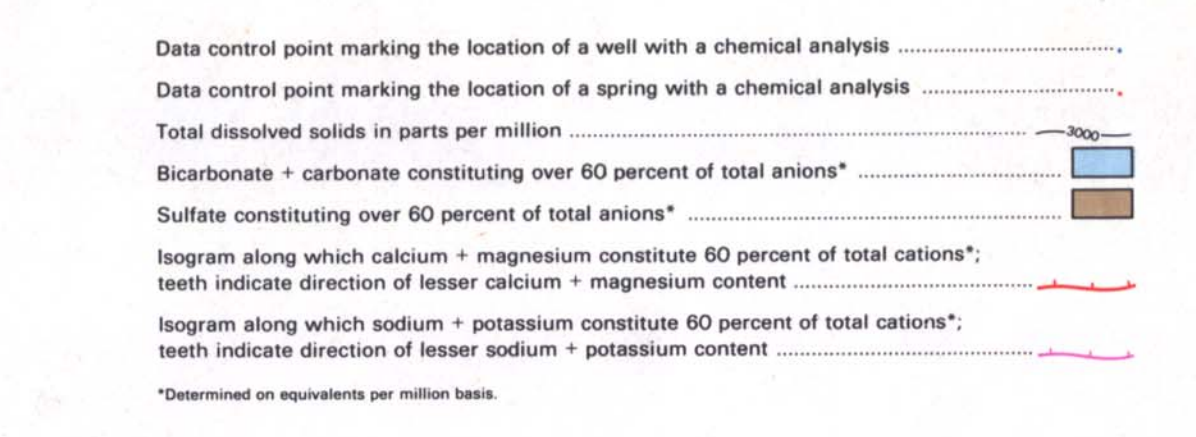 Data control point marking the location of a well with a chemical analysis
Data control point marking the location of a spring with a chemical analysis
Total dissolved solids in parts per million 3000
Bicarbonate + carbonate constituting over 60 percent of total anions*
Sulfate constituting over 60 percent of total anions*
Isogram along which calcium + magnesium constitute 60 percent of total cations*;
teeth indicate direction of lesser calcium + magnesium content
Isogram along which sodium + potassium constitute 60 percent of total cations*;
teeth indicate direction of lesser sodium + potassium content
*Determined on equivalents per million basis.